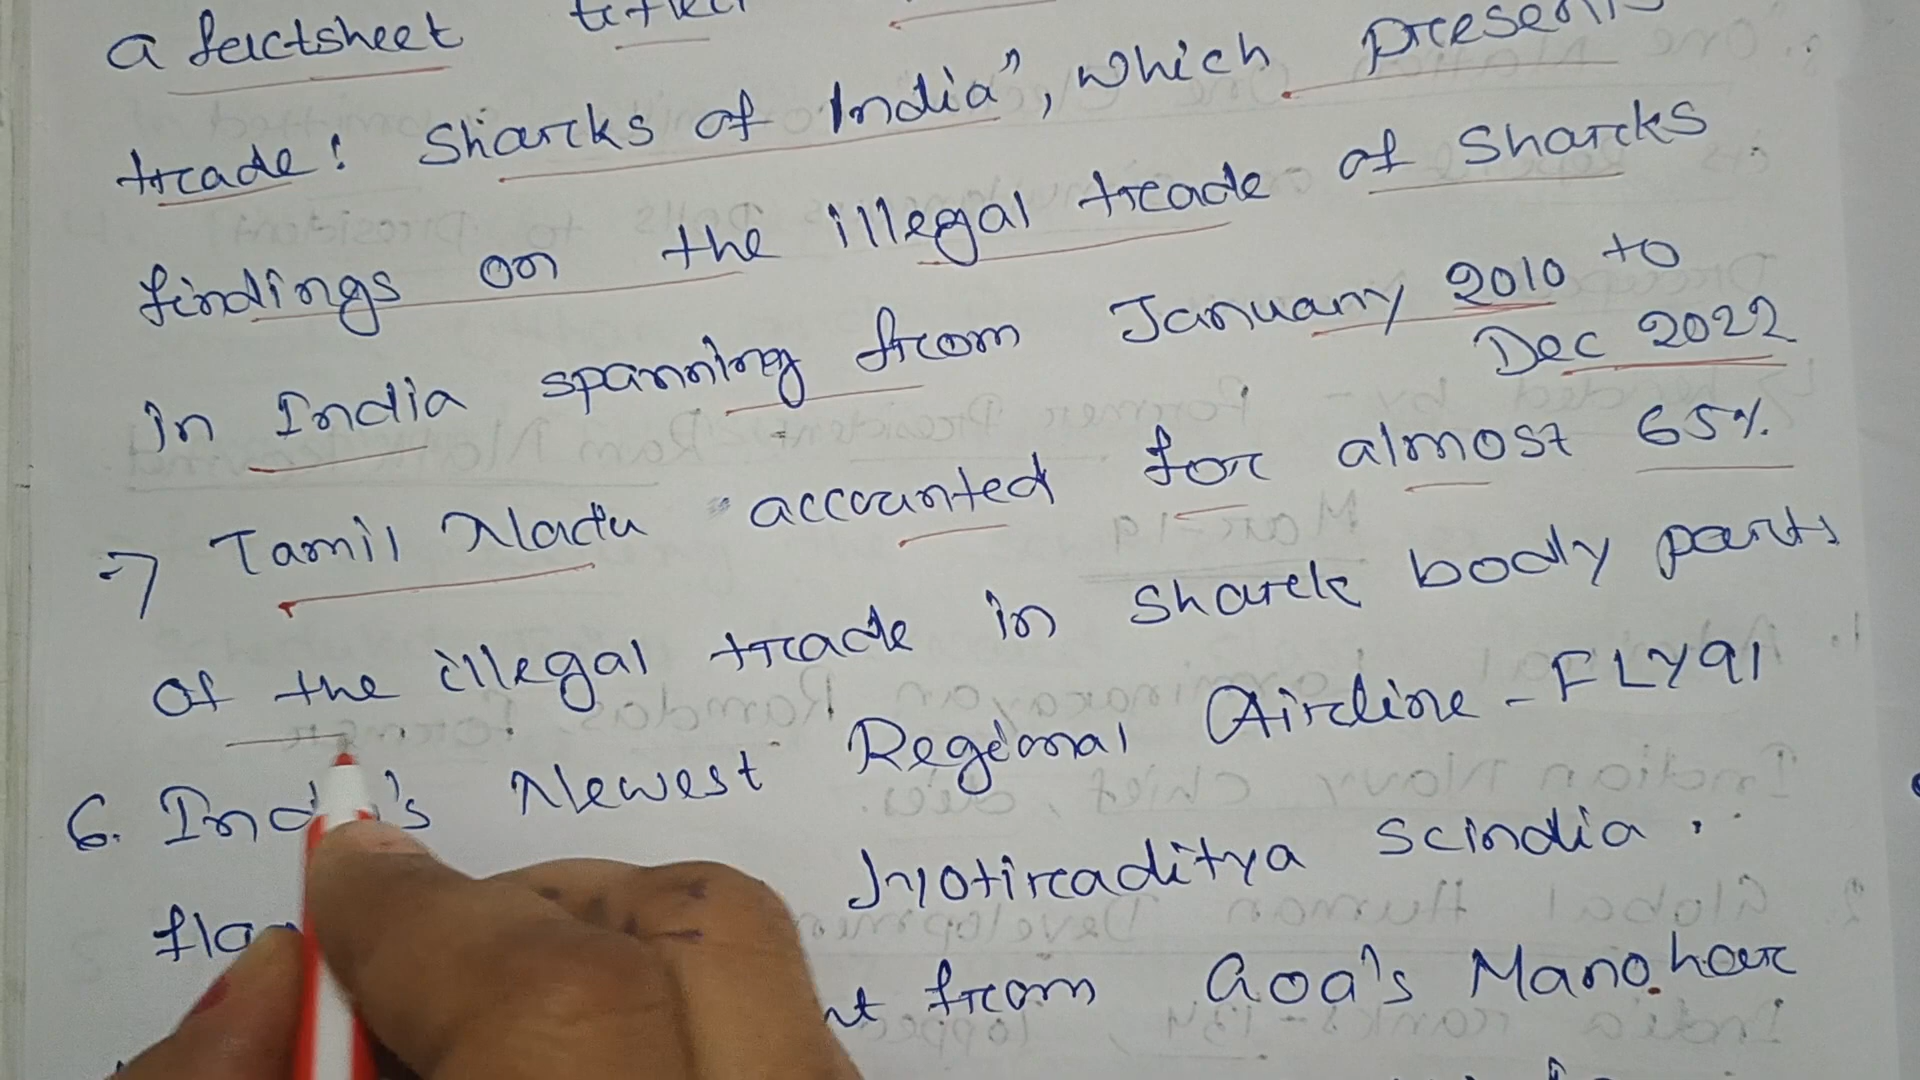 a factsheet
trade: Sharks of India", which presents
findings on the illegal trade of Sharks
in India spanning from January 2010 to
Dec 2022
→ Tamil Nadu accounted for almost 65%
of the illegal trade in Shark body parts
6. India's Newest Regional Airline - FLY91
fla Jyotiraditya Scindia.
from Goa's Manohar